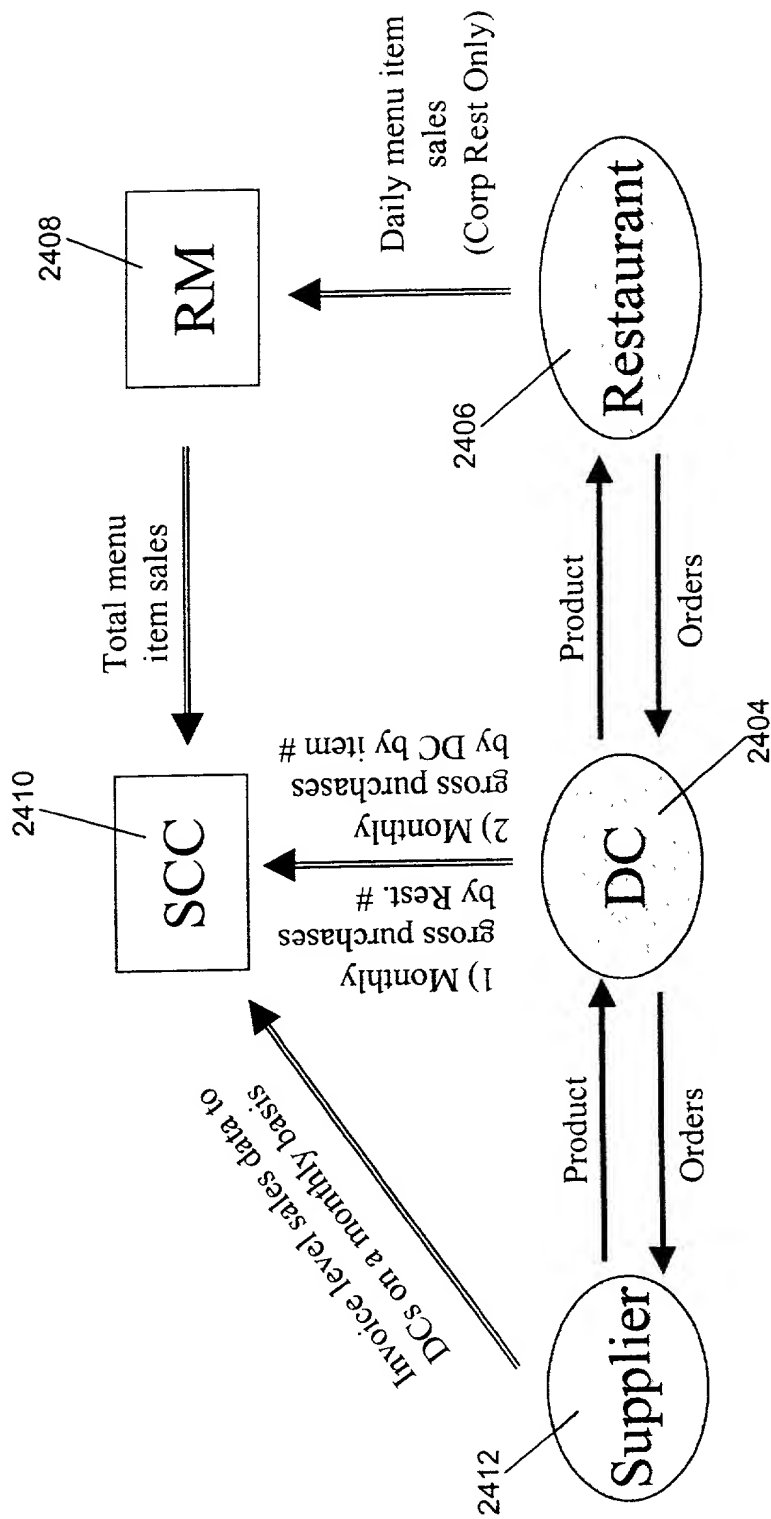 2410
SCC
Total menu
item sales
2408
RM
Invoice level sales data to
DCs on a monthly basis
1) Monthly
gross purchases
by Rest. #
2) Monthly
gross purchases
by DC by item #
Daily menu item
sales
(Corp Rest Only)
2412
Supplier
Product
Orders
DC
2404
Product
Orders
2406
Restaurant